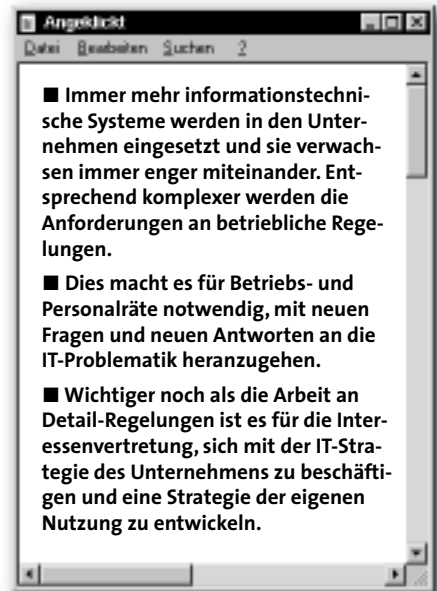 Angeklickt
Datei Bearbeiten Suchen ?
■ Immer mehr informationstechni-
sche Systeme werden in den Unter-
nehmen eingesetzt und sie verwach-
sen immer enger miteinander. Ent-
sprechend komplexer werden die
Anforderungen an betriebliche Rege-
lungen.
■ Dies macht es für Betriebs- und
Personalräte notwendig, mit neuen
Fragen und neuen Antworten an die
IT-Problematik heranzugehen.
■ Wichtiger noch als die Arbeit an
Detail-Regelungen ist es für die Inter-
essenvertretung, sich mit der IT-Stra-
tegie des Unternehmens zu beschäfti-
gen und eine Strategie der eigenen
Nutzung zu entwickeln.